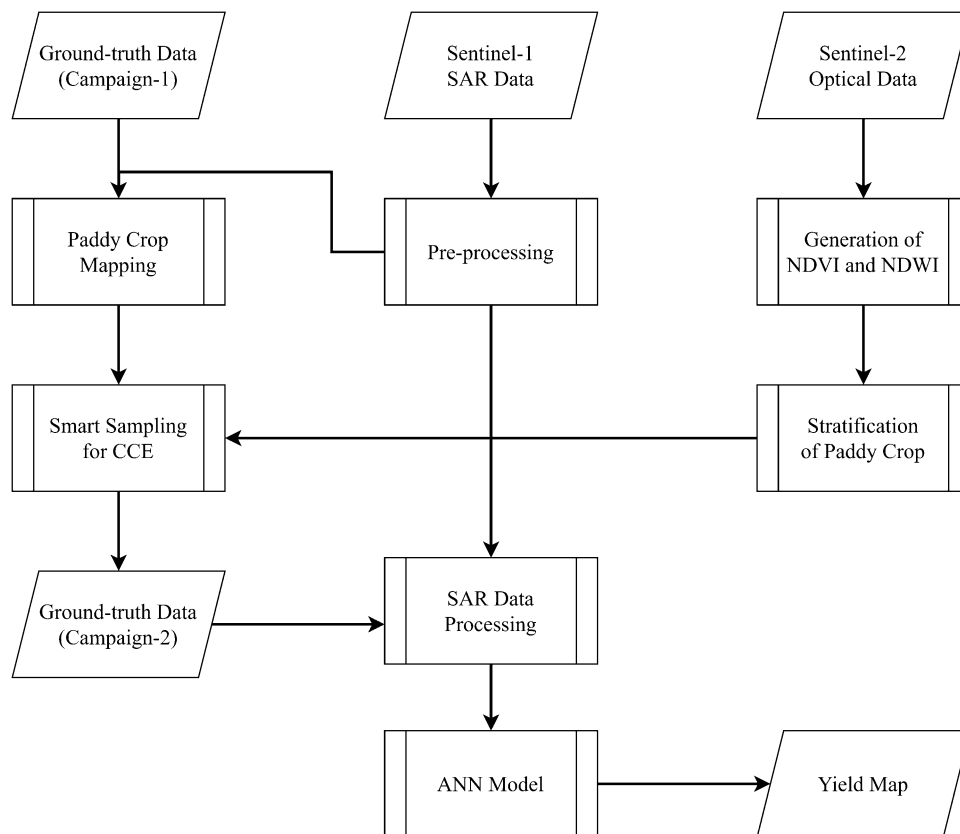 Ground-truth Data
(Campaign-1)
Sentinel-1
SAR Data
Sentinel-2
Optical Data
Paddy Crop
Mapping
Pre-processing
Generation of
NDVI and NDWI
Smart Sampling
for CCE
Stratification
of Paddy Crop
Ground-truth Data
(Campaign-2)
SAR Data
Processing
ANN Model
Yield Map